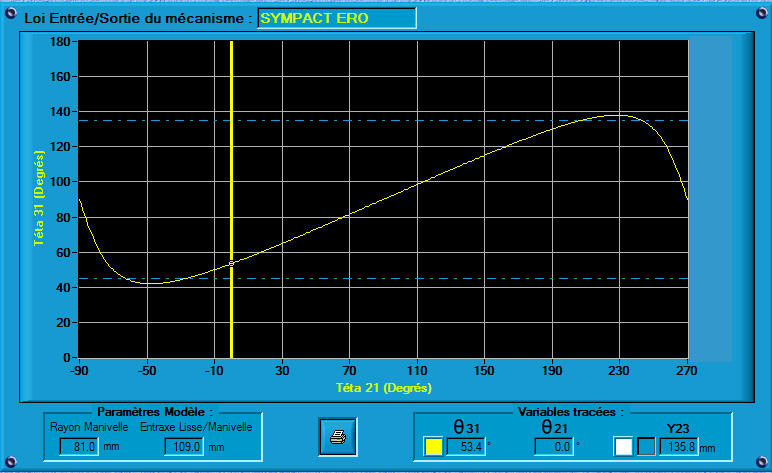 Loi Entrée/Sortie du mécanisme : SYMPACT ERO
180
160
140
120
100
80
60
40
20
0
Téta 31 (Degrés)
-90 -50 -10 30 70 110 150 190 230 270
Téta 21 (Degrés)
Paramètres Modèle :
Rayon Manivelle Entraxe Lisse/Manivelle
81.0 mm 109.0 mm
Variables tracées :
θ31 θ21 Y23
53.4 ° 0.0 ° 135.8 mm